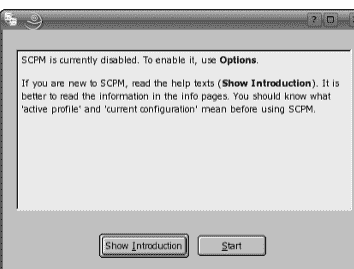 SCPM is currently disabled. To enable it, use Options.
If you are new to SCPM, read the help texts (Show Introduction). It is
better to read the information in the info pages. You should know what
'active profile' and 'current configuration' mean before using SCPM.
Show Introduction
Start